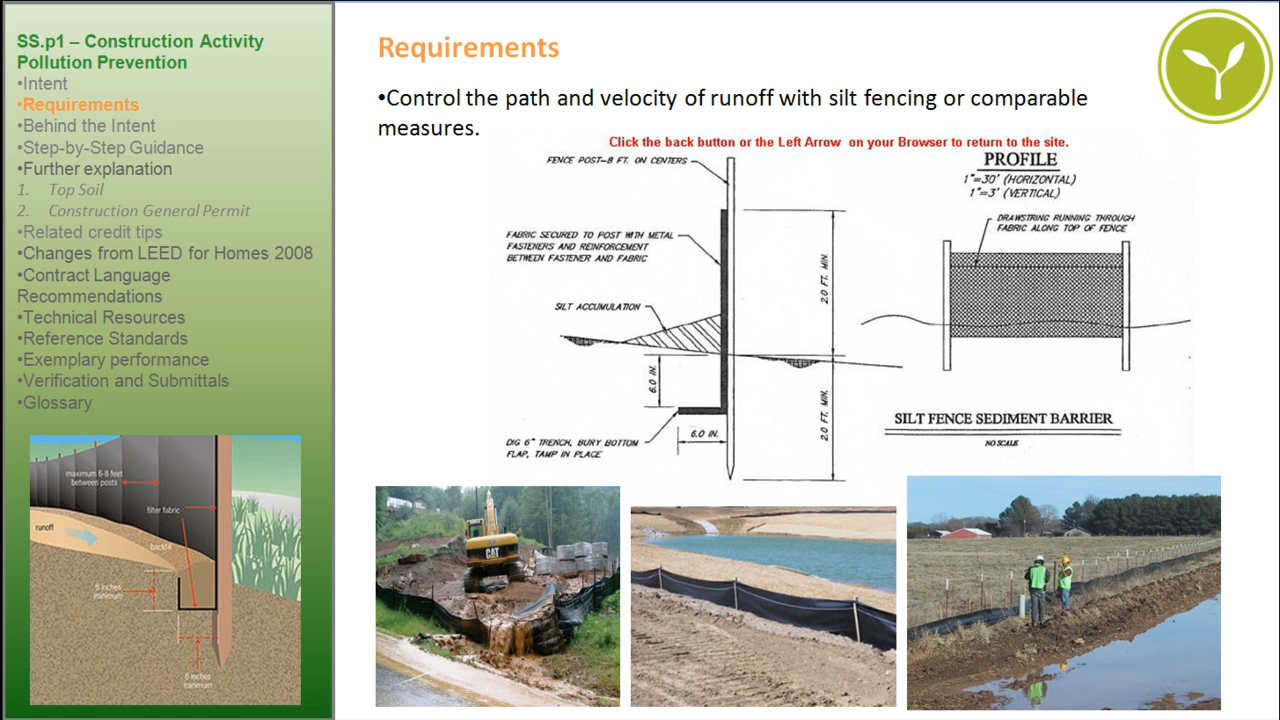 SS.p1 – Construction Activity
Pollution Prevention
•Intent
•Requirements
•Behind the Intent
•Step-by-Step Guidance
•Further explanation
1. Top Soil
2. Construction General Permit
•Related credit tips
•Changes from LEED for Homes 2008
•Contract Language
Recommendations
•Technical Resources
•Reference Standards
•Exemplary performance
•Verification and Submittals
•Glossary
maximum 6-8 feet
between posts
filter fabric
runoff
backfill
6 inches
minimum
6 inches
minimum
Requirements
•Control the path and velocity of runoff with silt fencing or comparable
measures.
Click the back button or the Left Arrow on your Browser to return to the site.
FENCE POST-8 FT. ON CENTERS
FABRIC SECURED TO POST WITH METAL
FASTENERS AND REINFORCEMENT
BETWEEN FASTENER AND FABRIC
SILT ACCUMULATION
2.0 FT. MIN.
6.0 IN.
2.0 FT. MIN.
6.0 IN.
DIG 6" TRENCH, BURY BOTTOM
FLAP, TAMP IN PLACE
PROFILE
1"=30' (HORIZONTAL)
1"=3' (VERTICAL)
DRAWSTRING RUNNING THROUGH
FABRIC ALONG TOP OF FENCE
SILT FENCE SEDIMENT BARRIER
NO SCALE
CAT